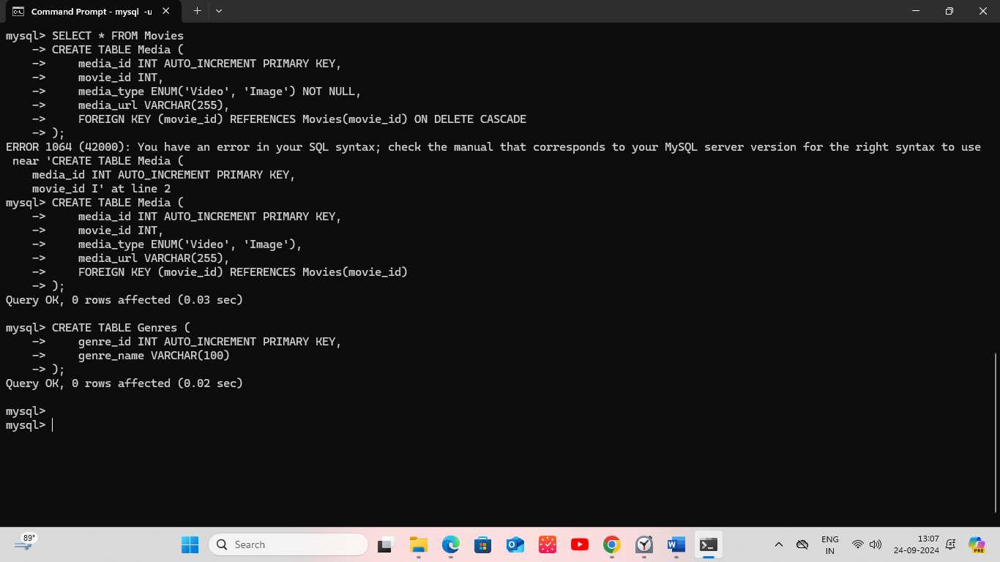 Command Prompt - mysql -u
mysql> SELECT * FROM Movies
    -> CREATE TABLE Media (
    ->     media_id INT AUTO_INCREMENT PRIMARY KEY,
    ->     movie_id INT,
    ->     media_type ENUM('Video', 'Image') NOT NULL,
    ->     media_url VARCHAR(255),
    ->     FOREIGN KEY (movie_id) REFERENCES Movies(movie_id) ON DELETE CASCADE
    -> );
ERROR 1064 (42000): You have an error in your SQL syntax; check the manual that corresponds to your MySQL server version for the right syntax to use
 near 'CREATE TABLE Media (
    media_id INT AUTO_INCREMENT PRIMARY KEY,
    movie_id I' at line 2
mysql> CREATE TABLE Media (
    ->     media_id INT AUTO_INCREMENT PRIMARY KEY,
    ->     movie_id INT,
    ->     media_type ENUM('Video', 'Image'),
    ->     media_url VARCHAR(255),
    ->     FOREIGN KEY (movie_id) REFERENCES Movies(movie_id)
    -> );
Query OK, 0 rows affected (0.03 sec)
mysql> CREATE TABLE Genres (
    ->     genre_id INT AUTO_INCREMENT PRIMARY KEY,
    ->     genre_name VARCHAR(100)
    -> );
Query OK, 0 rows affected (0.02 sec)
mysql>
mysql>
89°
Search
ENG
IN
13:07
24-09-2024
PRE